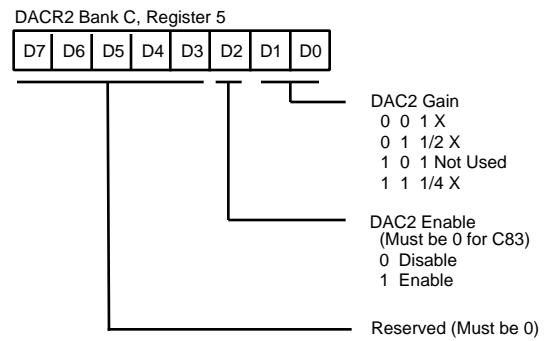 DACR2 Bank C, Register 5
D7 D6 D5 D4 D3 D2 D1 D0
DAC2 Gain
0 0 1 X
0 1 1/2 X
1 0 1 Not Used
1 1 1/4 X
DAC2 Enable
(Must be 0 for C83)
0 Disable
1 Enable
Reserved (Must be 0)